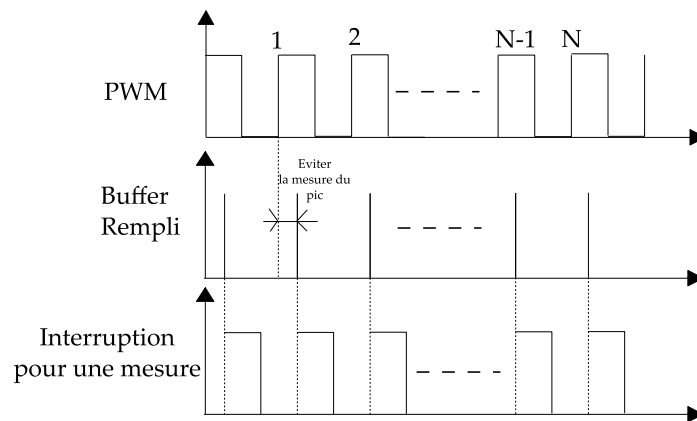 1
2
N-1
N
PWM
Eviter
la mesure du
pic
Buffer
Rempli
Interruption
pour une mesure